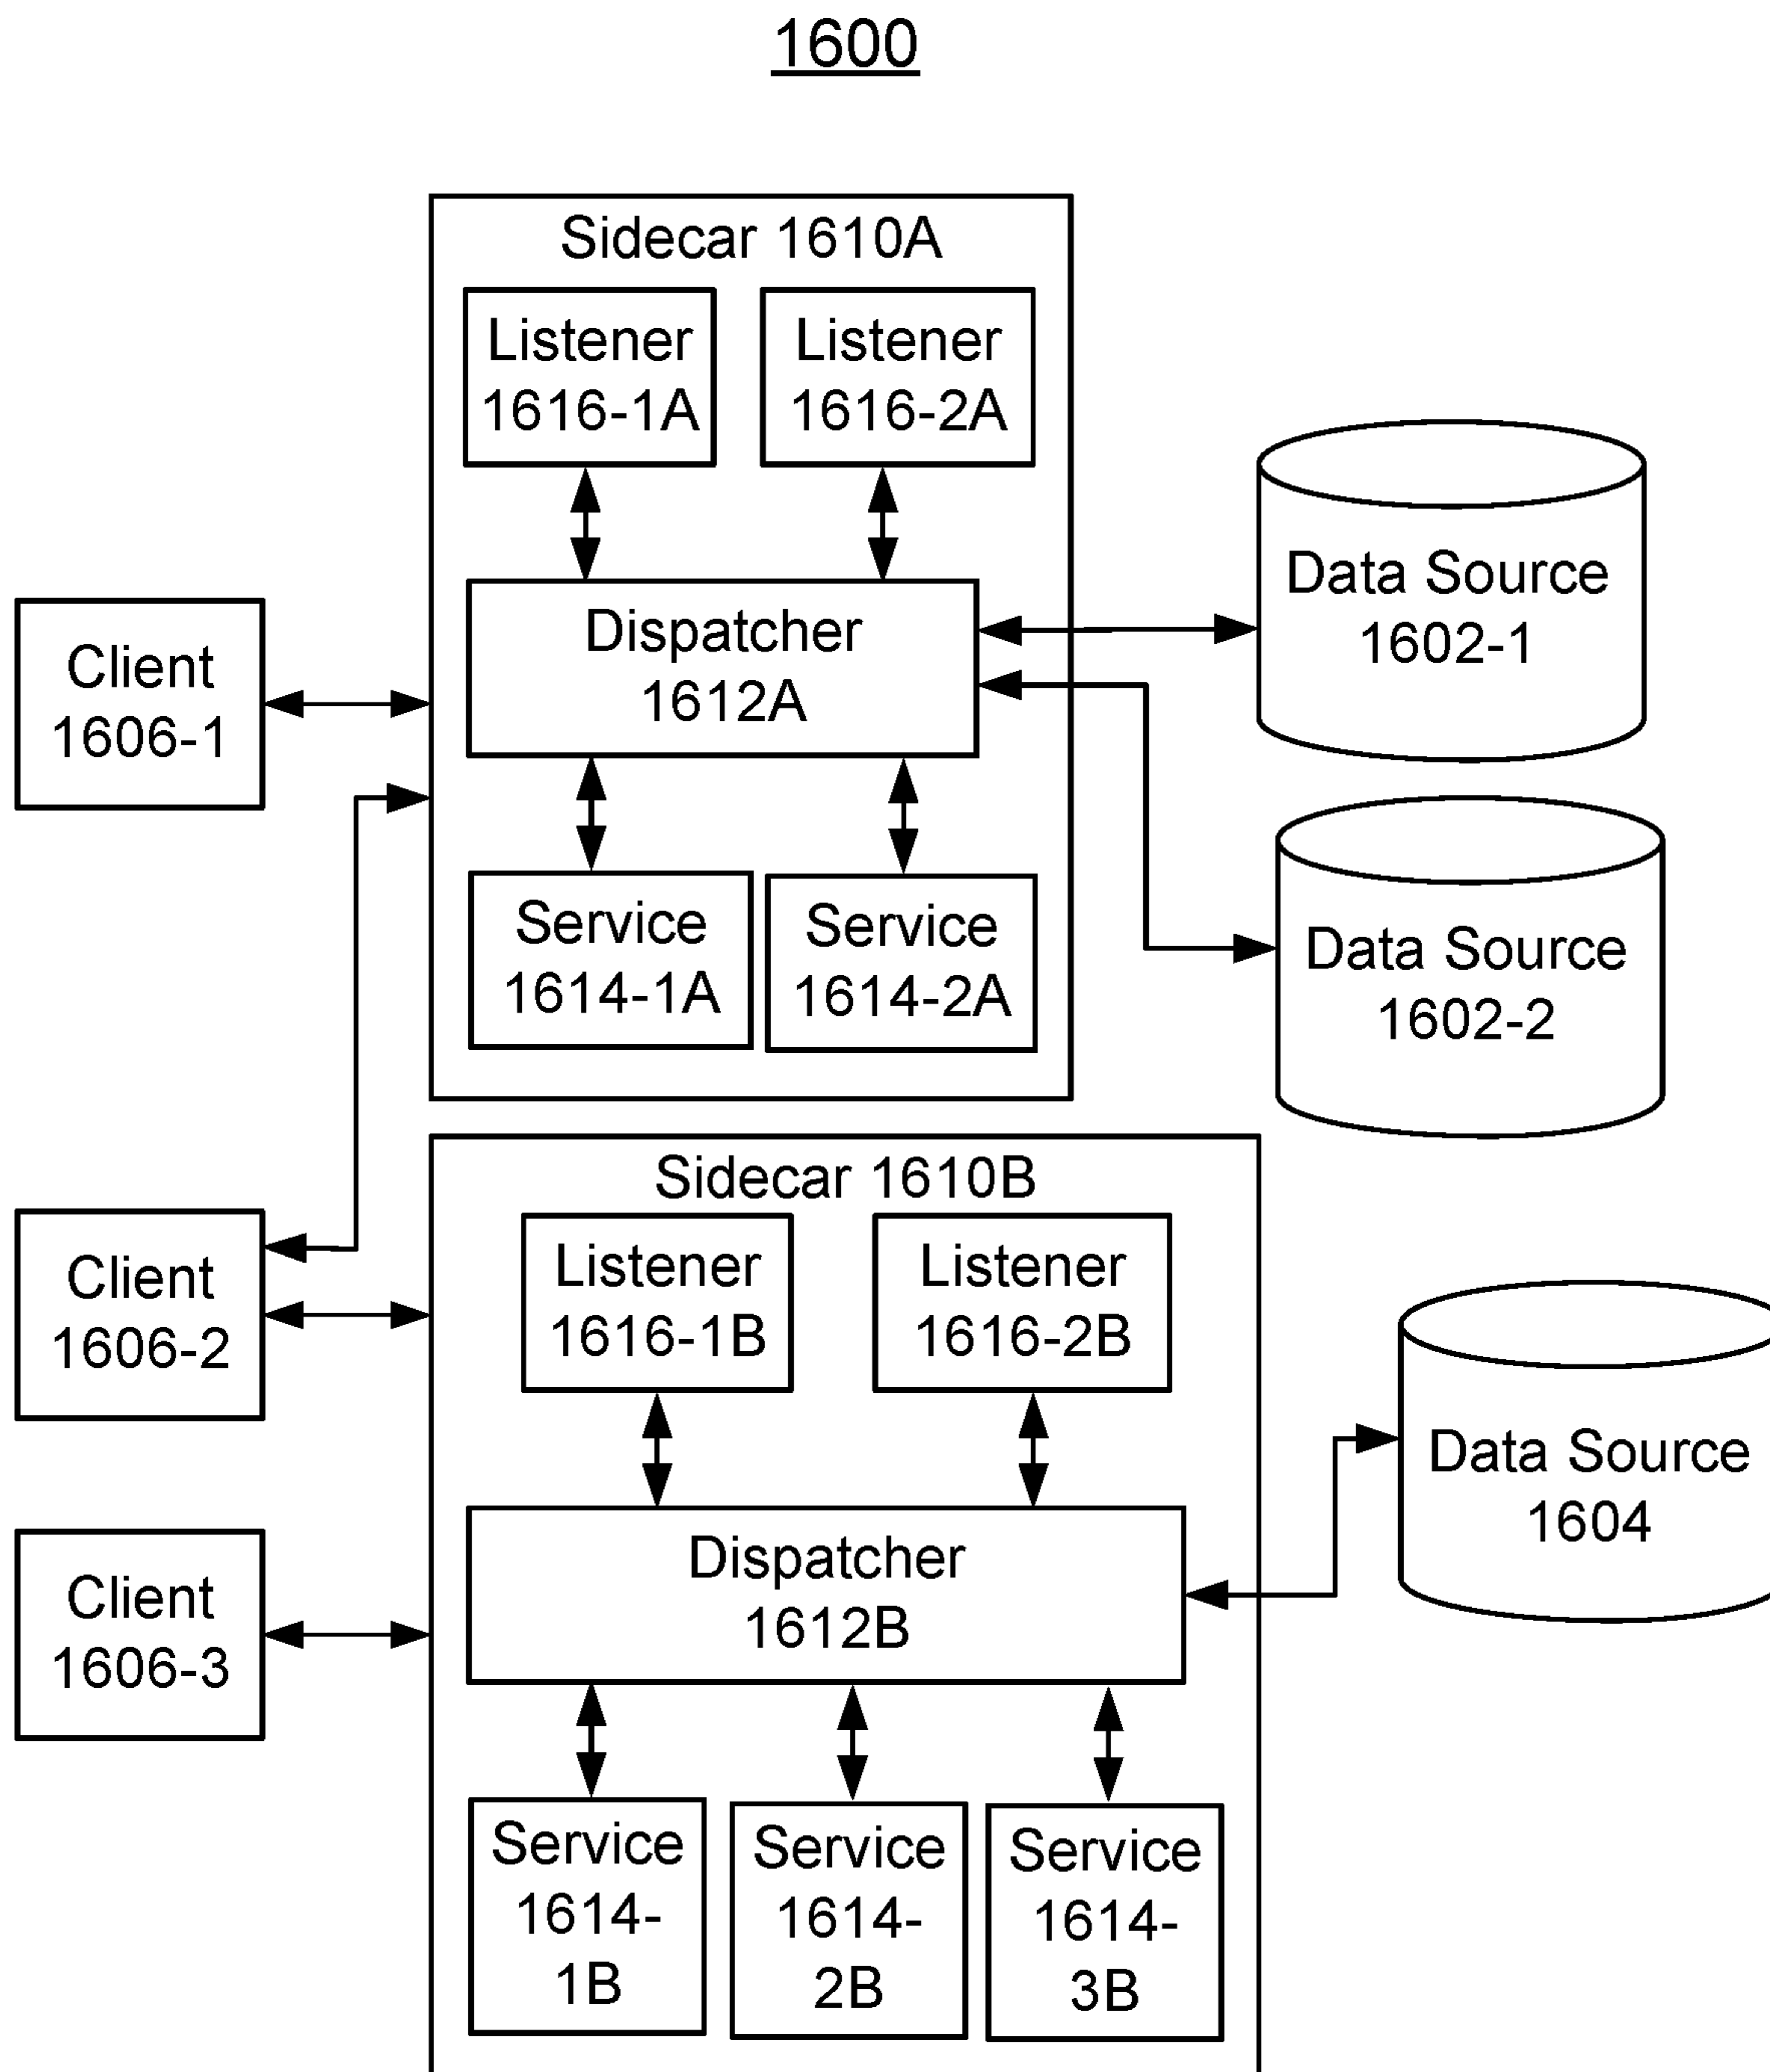 1600
Sidecar 1610A
Listener
1616-1A
Listener
1616-2A
Dispatcher
1612A
Service
1614-1A
Service
1614-2A
Client
1606-1
Data Source
1602-1
Data Source
1602-2
Sidecar 1610B
Listener
1616-1B
Listener
1616-2B
Client
1606-2
Dispatcher
1612B
Client
1606-3
Data Source
1604
Service
1614-
1B
Service
1614-
2B
Service
1614-
3B